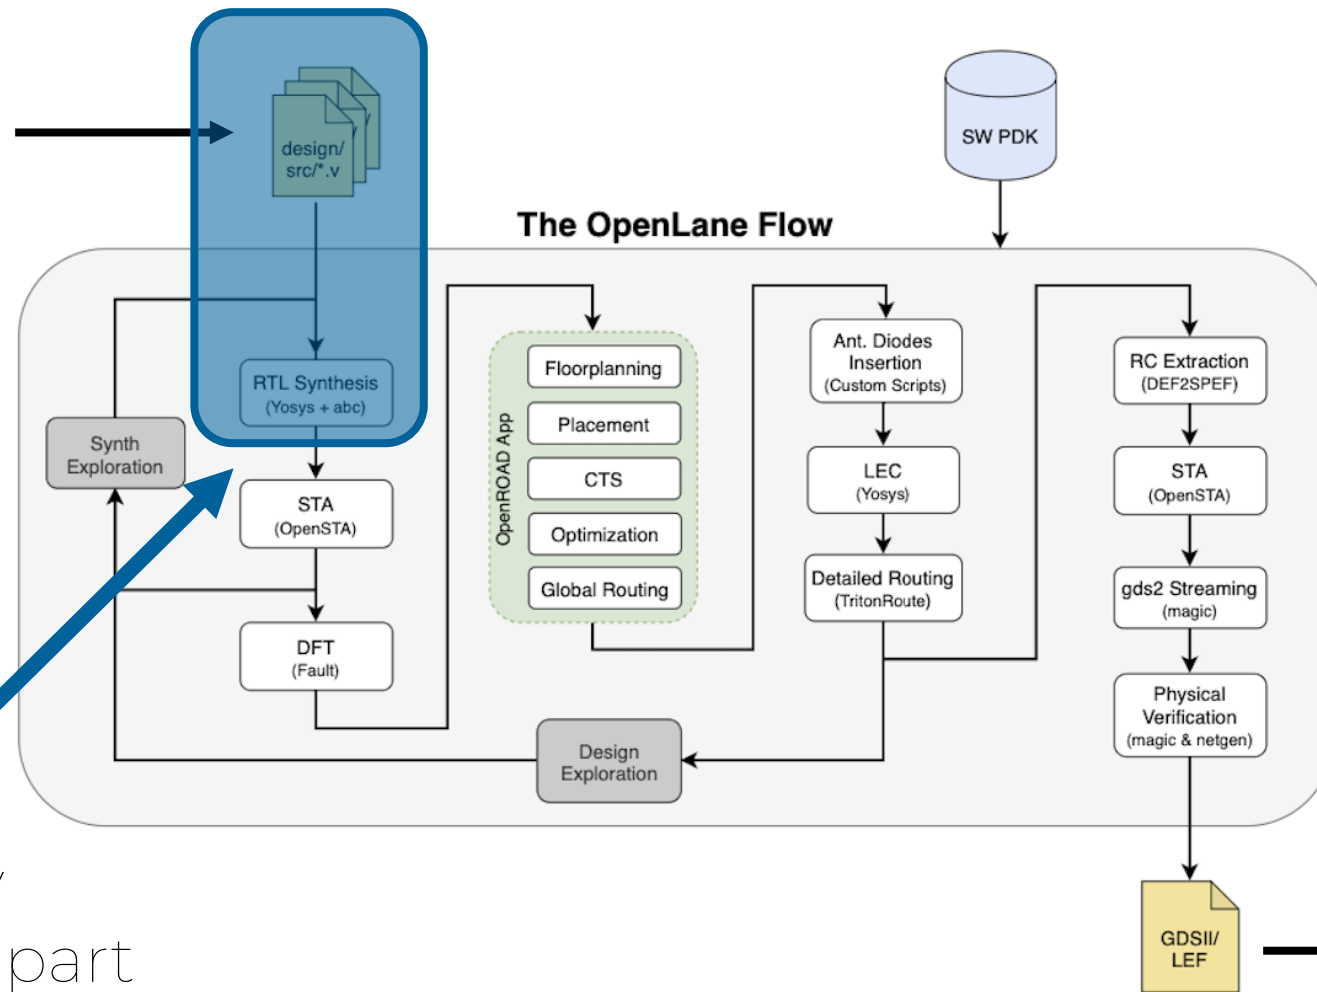 design/
src/*.v
SW PDK
The OpenLane Flow
RTL Synthesis
(Yosys + abc)
Synth
Exploration
STA
(OpenSTA)
DFT
(Fault)
OpenROAD App
Floorplanning
Placement
CTS
Optimization
Global Routing
Ant. Diodes
Insertion
(Custom Scripts)
LEC
(Yosys)
Detailed Routing
(TritonRoute)
Design
Exploration
RC Extraction
(DEF2SPEF)
STA
(OpenSTA)
gds2 Streaming
(magic)
Physical
Verification
(magic & netgen)
GDSII/
LEF
part